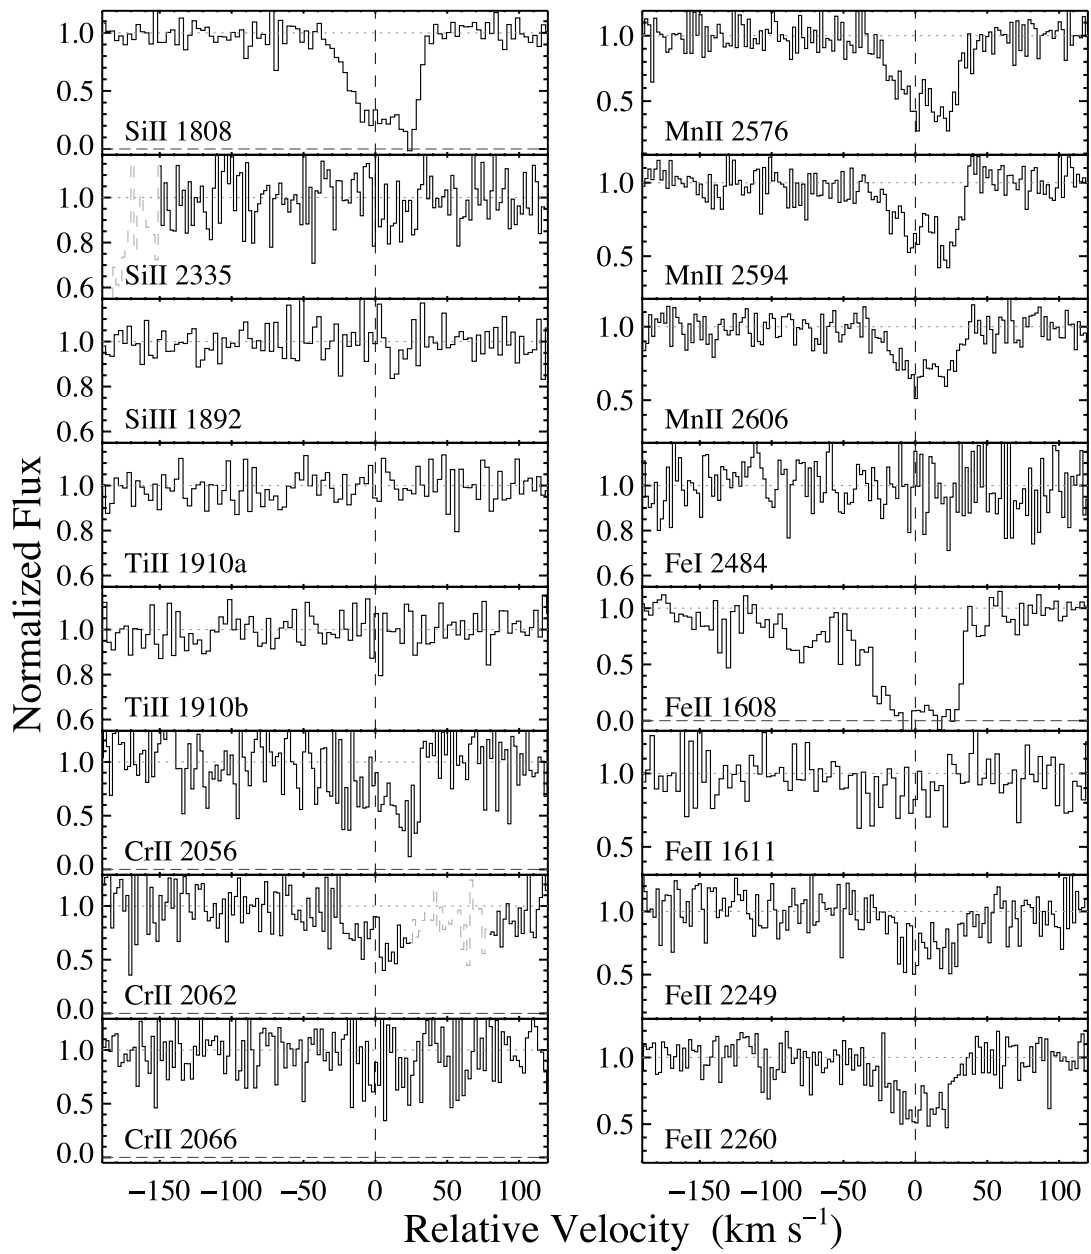 1.0
0.5
0.0
SiII 1808
1.0
0.8
0.6
SiII 2335
1.0
0.8
0.6
SiIII 1892
1.0
0.8
0.6
TiII 1910a
1.0
0.8
0.6
TiII 1910b
1.0
0.5
0.0
CrII 2056
1.0
0.5
0.0
CrII 2062
1.0
0.5
0.0
CrII 2066
−150 −100 −50 0 50 100
1.0
0.5
MnII 2576
1.0
0.5
MnII 2594
1.0
0.5
MnII 2606
1.0
0.8
0.6
FeI 2484
1.0
0.5
0.0
FeII 1608
1.0
0.5
FeII 1611
1.0
0.5
FeII 2249
1.0
0.5
FeII 2260
−150 −100 −50 0 50 100
Normalized Flux
Relative Velocity (km s⁻¹)